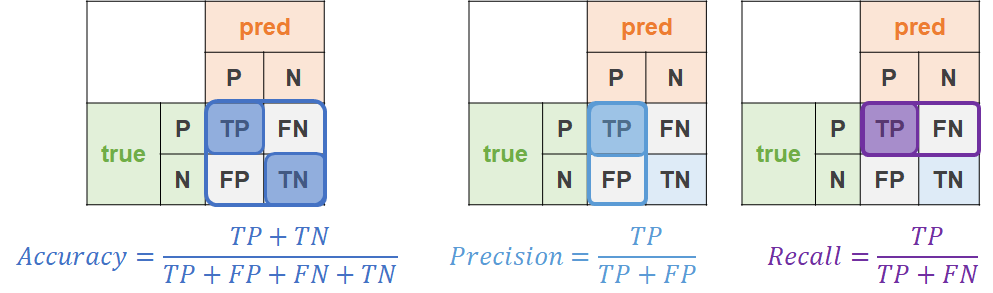 pred
P N
true P TP FN
N FP TN
Accuracy = \frac{TP + TN}{TP + FP + FN + TN}
pred
P N
true P TP FN
N FP TN
Precision = \frac{TP}{TP + FP}
pred
P N
true P TP FN
N FP TN
Recall = \frac{TP}{TP + FN}